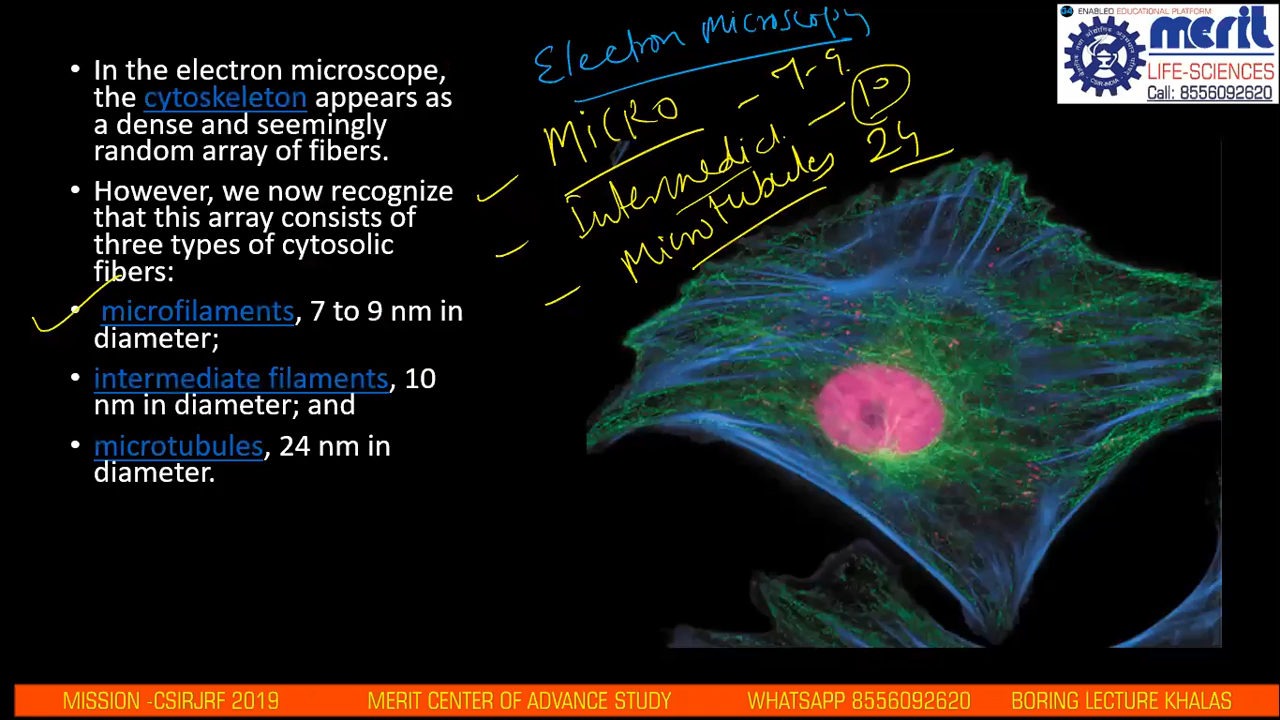 • In the electron microscope,
the cytoskeleton appears as
a dense and seemingly
random array of fibers.
• However, we now recognize
that this array consists of
three types of cytosolic
fibers:
• microfilaments, 7 to 9 nm in
diameter;
• intermediate filaments, 10
nm in diameter; and
• microtubules, 24 nm in
diameter.
Electron microscopy
MICRO - 7-9.
Intermedia. - 10
Microtubules 24
ENABLED EDUCATIONAL PLATFORM
merit
LIFE-SCIENCES
Call: 8556092620
CSIR-INDIA
MISSION -CSIRJRF 2019 MERIT CENTER OF ADVANCE STUDY WHATSAPP 8556092620 BORING LECTURE KHALAS